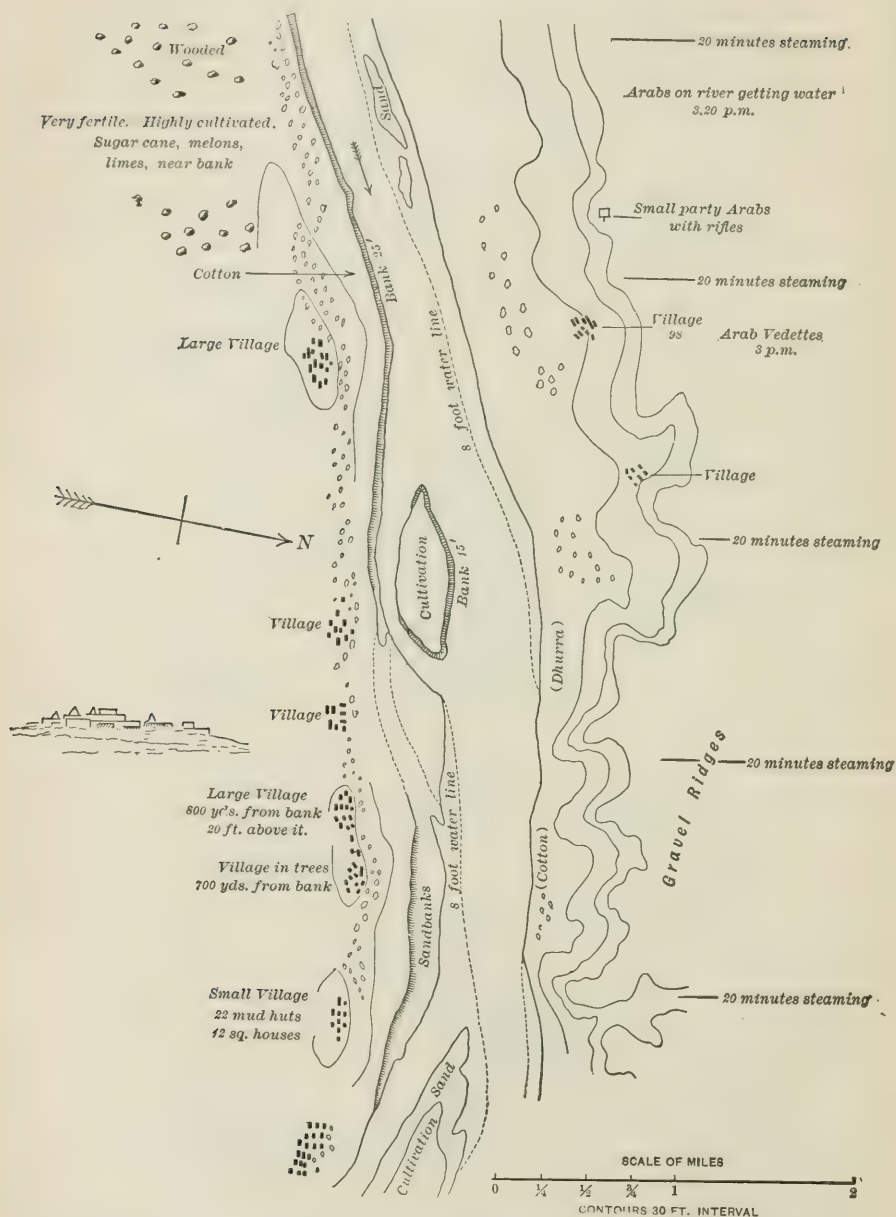 Wooded
Very fertile. Highly cultivated.
Sugar cane, melons,
limes, near bank
Cotton
Large Village
N
Village
Village
Large Village
800 yds. from bank
20 ft. above it.
Village in trees
700 yds. from bank
Small Village
22 mud huts
12 sq. houses
Sand
Bank 25'
8 foot water line
Cultivation
Bank 15'
8 foot water line
Sandbanks
Sand
Cultivation
(Dhurra)
(Cotton)
20 minutes steaming.
Arabs on river getting water
3.20 p.m.
Small party Arabs
with rifles
20 minutes steaming
Village
98
Arab Vedettes
3 p.m.
Village
20 minutes steaming
Gravel Ridges
20 minutes steaming
20 minutes steaming
SCALE OF MILES
0 ¼ ½ ¾ 1 2
CONTOURS 30 FT. INTERVAL